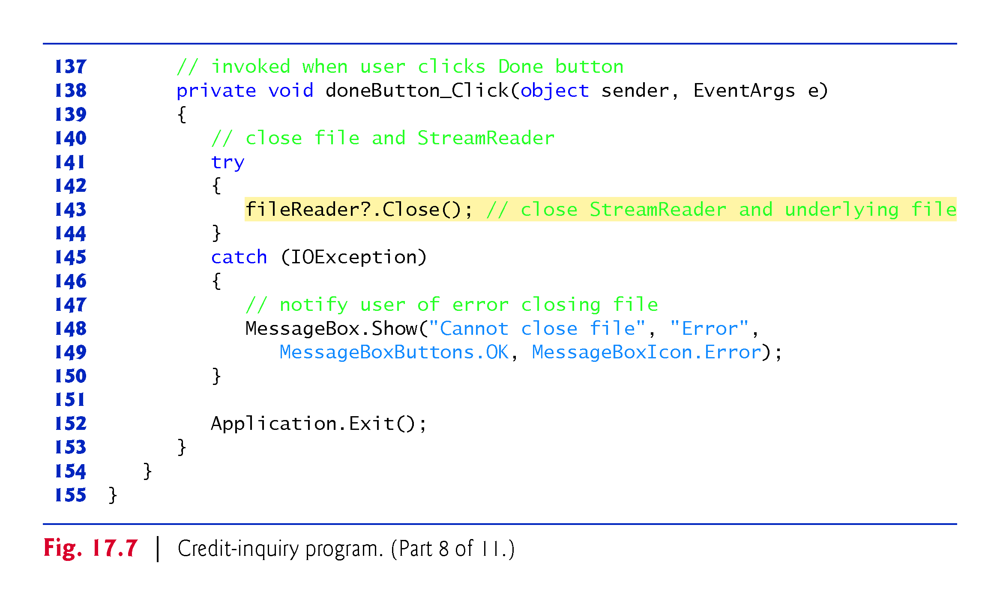 137 // invoked when user clicks Done button
138 private void doneButton_Click(object sender, EventArgs e)
139 {
140 // close file and StreamReader
141 try
142 {
143 fileReader?.Close(); // close StreamReader and underlying file
144 }
145 catch (IOException)
146 {
147 // notify user of error closing file
148 MessageBox.Show("Cannot close file", "Error",
149 MessageBoxButtons.OK, MessageBoxIcon.Error);
150 }
151
152 Application.Exit();
153 }
154 }
155 }
Fig. 17.7 | Credit-inquiry program. (Part 8 of 11.)